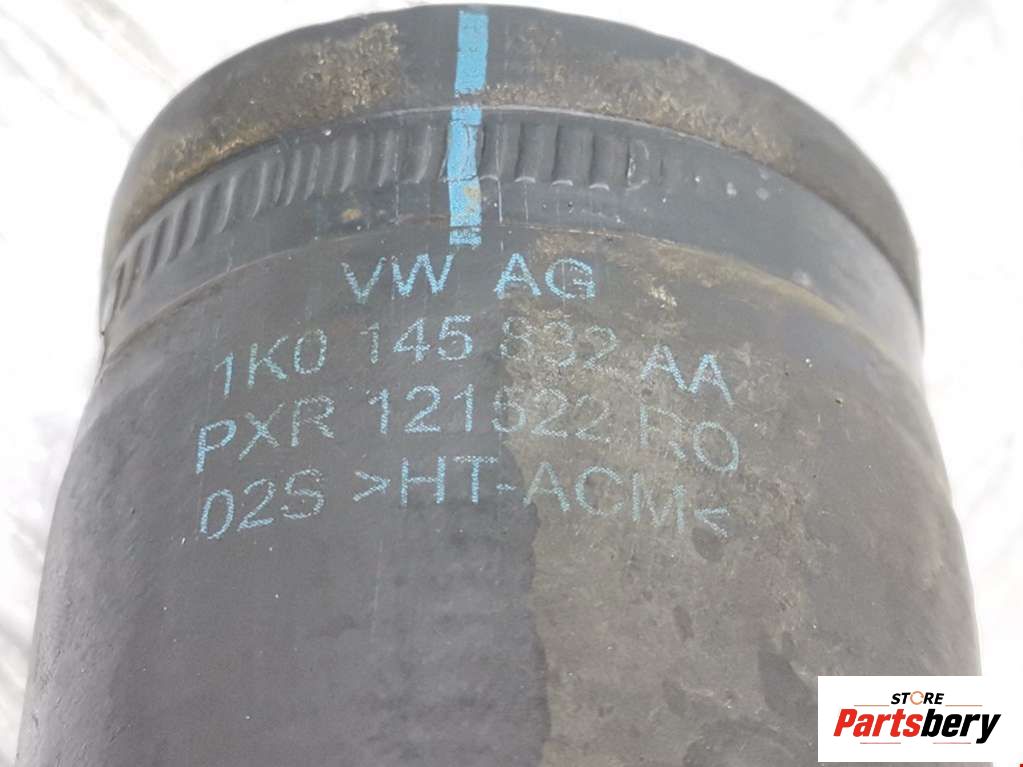 VW AG
1K0 145 832 AA
PXR 121522 RO
02S >HT-ACM<
STORE
Partsbery